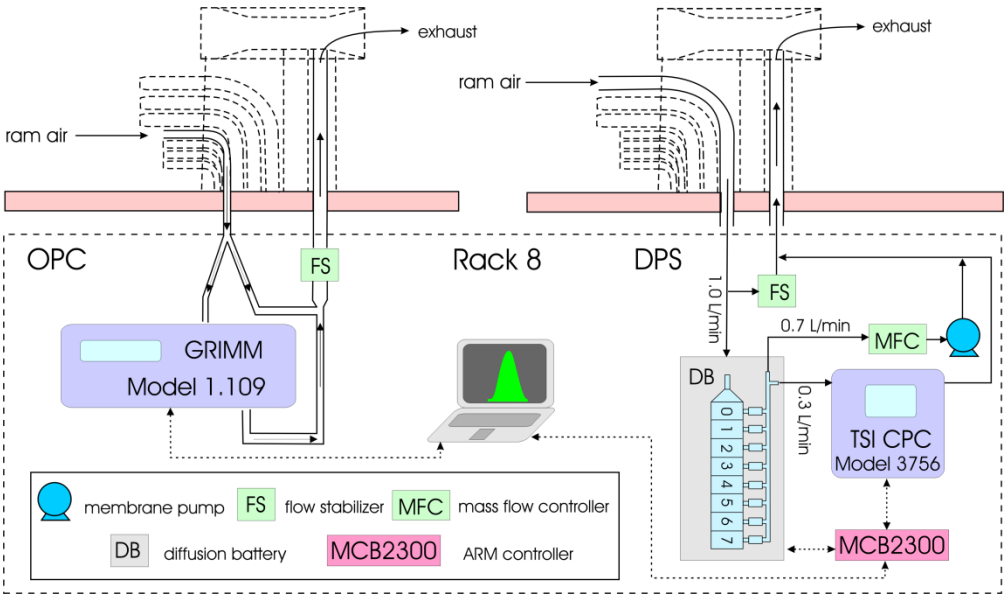 exhaust
exhaust
ram air
ram air
OPC
Rack 8
DPS
FS
1.0 L/min
FS
0.7 L/min
MFC
GRIMM
Model 1.109
DB
0
1
2
3
4
5
6
7
0.3 L/min
TSI CPC
Model 3756
membrane pump
FS
flow stabilizer
MFC
mass flow controller
DB
diffusion battery
MCB2300
ARM controller
MCB2300